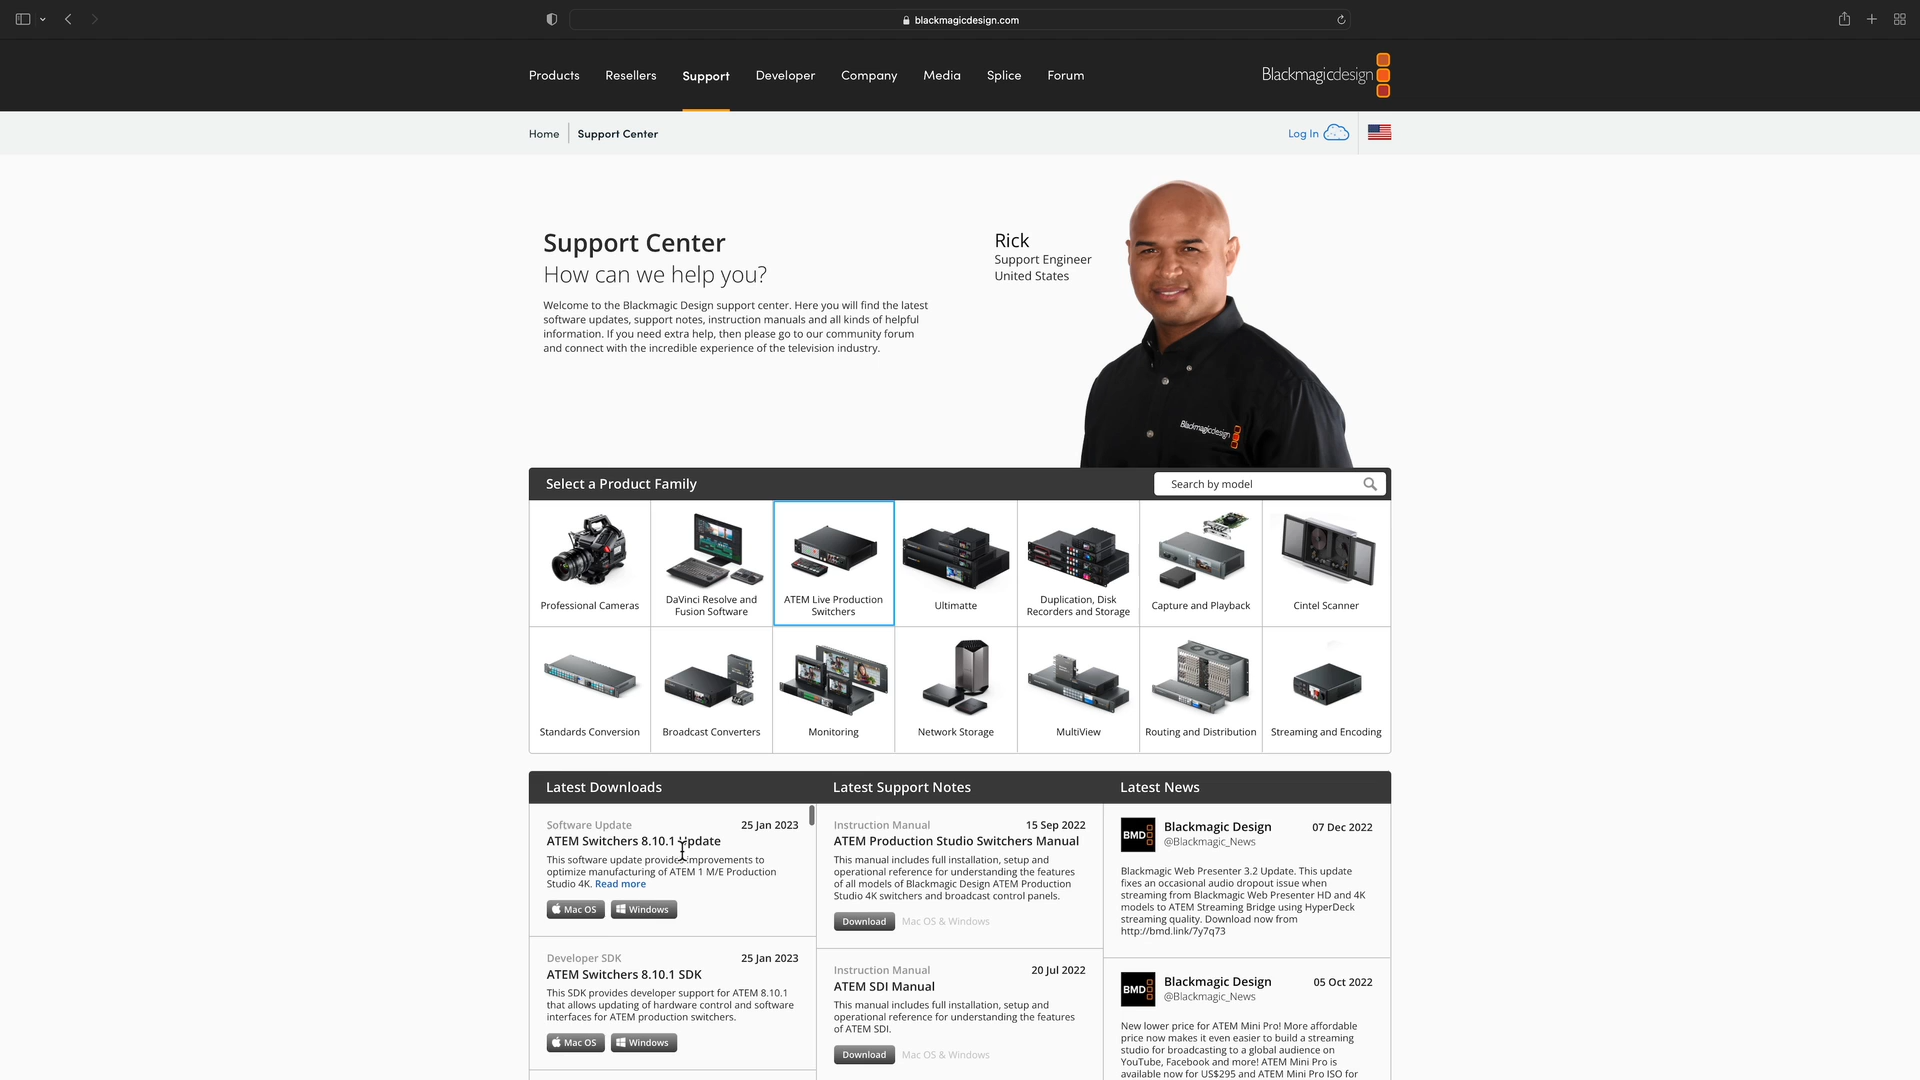 blackmagicdesign.com
Products
Resellers
Support
Developer
Company
Media
Splice
Forum
Blackmagicdesign
Home
Support Center
Log In
Support Center
How can we help you?
Welcome to the Blackmagic Design support center. Here you will find the latest
software updates, support notes, instruction manuals and all kinds of helpful
information. If you need extra help, then please go to our community forum
and connect with the incredible experience of the television industry.
Rick
Support Engineer
United States
Blackmagicdesign
Select a Product Family
Search by model
Professional Cameras
DaVinci Resolve and
Fusion Software
ATEM Live Production
Switchers
Ultimatte
Duplication, Disk
Recorders and Storage
Capture and Playback
Cintel Scanner
Standards Conversion
Broadcast Converters
Monitoring
Network Storage
MultiView
Routing and Distribution
Streaming and Encoding
Latest Downloads
Software Update
25 Jan 2023
ATEM Switchers 8.10.1 Update
This software update provides improvements to
optimize manufacturing of ATEM 1 M/E Production
Studio 4K. Read more
Mac OS
Windows
Developer SDK
25 Jan 2023
ATEM Switchers 8.10.1 SDK
This SDK provides developer support for ATEM 8.10.1
that allows updating of hardware control and software
interfaces for ATEM production switchers.
Mac OS
Windows
Latest Support Notes
Instruction Manual
15 Sep 2022
ATEM Production Studio Switchers Manual
This manual includes full installation, setup and
operational reference for understanding the features
of all models of Blackmagic Design ATEM Production
Studio 4K switchers and broadcast control panels.
Download
Mac OS & Windows
Instruction Manual
20 Jul 2022
ATEM SDI Manual
This manual includes full installation, setup and
operational reference for understanding the features
of ATEM SDI.
Download
Mac OS & Windows
Latest News
BMD
Blackmagic Design
07 Dec 2022
@Blackmagic_News
Blackmagic Web Presenter 3.2 Update. This update
fixes an occasional audio dropout issue when
streaming from Blackmagic Web Presenter HD and 4K
models to ATEM Streaming Bridge using HyperDeck
streaming quality. Download now from
http://bmd.link/7y7q73
BMD
Blackmagic Design
05 Oct 2022
@Blackmagic_News
New lower price for ATEM Mini Pro! More affordable
price now makes it even easier to build a streaming
studio for broadcasting to a global audience on
YouTube, Facebook and more! ATEM Mini Pro is
available now for US$295 and ATEM Mini Pro ISO for